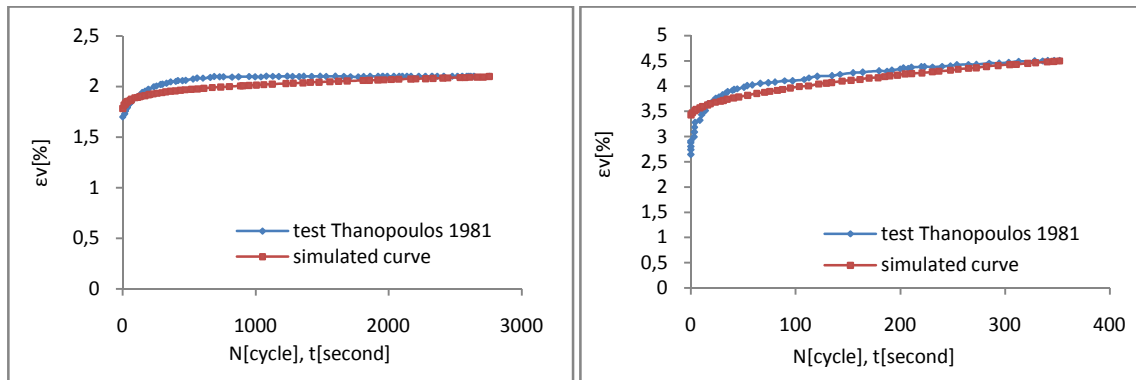 2,5
2
1,5
1
0,5
0
εv[%]
test Thanopoulos 1981
simulated curve
0 1000 2000 3000
N[cycle], t[second]
5
4,5
4
3,5
3
2,5
2
1,5
1
0,5
0
εv[%]
test Thanopoulos 1981
simulated curve
0 100 200 300 400
N[cycle], t[second]